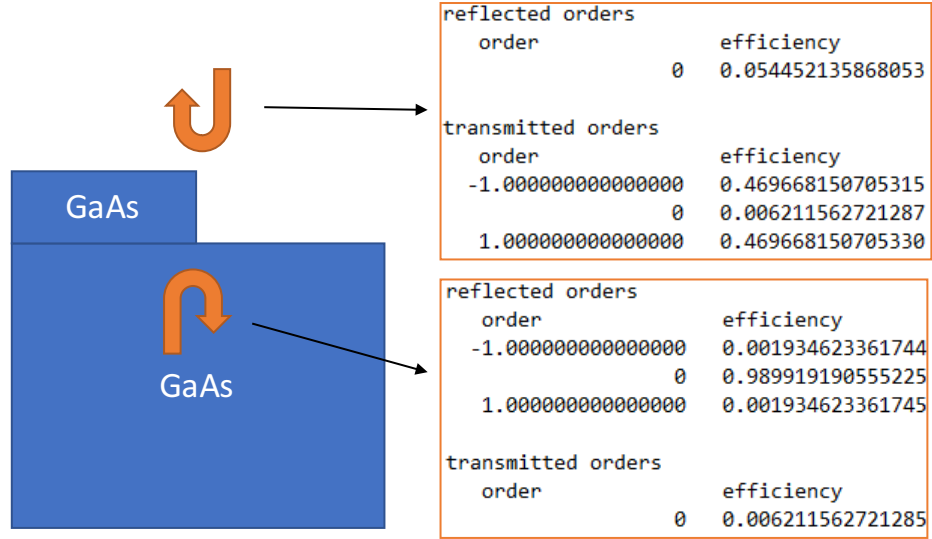 GaAs
GaAs
reflected orders
order efficiency
0 0.054452135868053
transmitted orders
order efficiency
-1.000000000000000 0.469668150705315
0 0.006211562721287
1.000000000000000 0.469668150705330
reflected orders
order efficiency
-1.000000000000000 0.001934623361744
0 0.989919190555225
1.000000000000000 0.001934623361745
transmitted orders
order efficiency
0 0.006211562721285